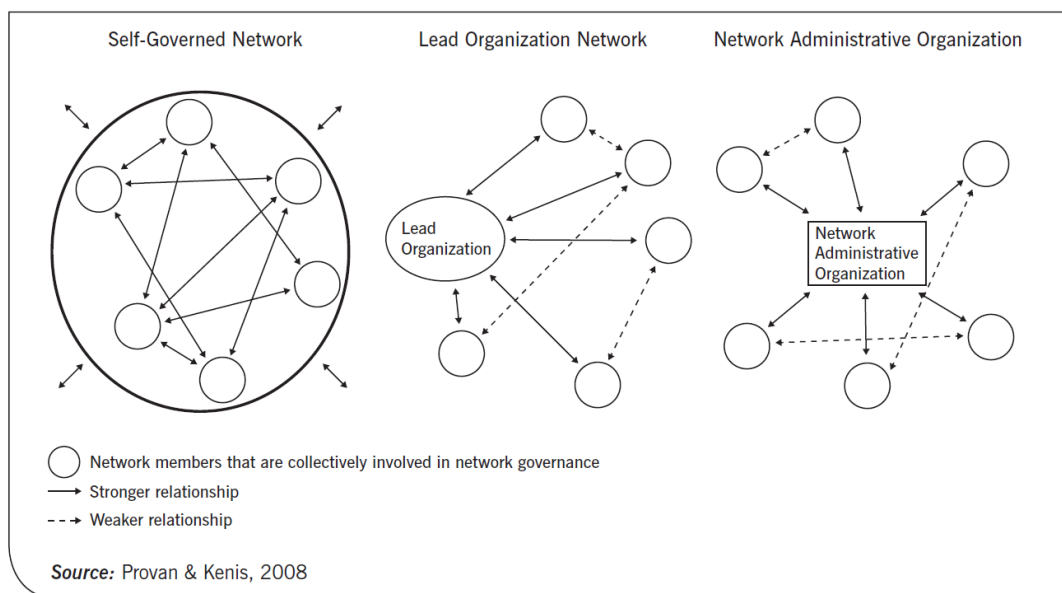 Self-Governed Network
Lead Organization Network
Network Administrative Organization
Lead
Organization
Network
Administrative
Organization
Network members that are collectively involved in network governance
Stronger relationship
Weaker relationship
Source: Provan & Kenis, 2008